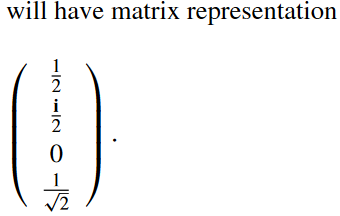 will have matrix representation
( 1/2
i/2
0
1/√2 ) .